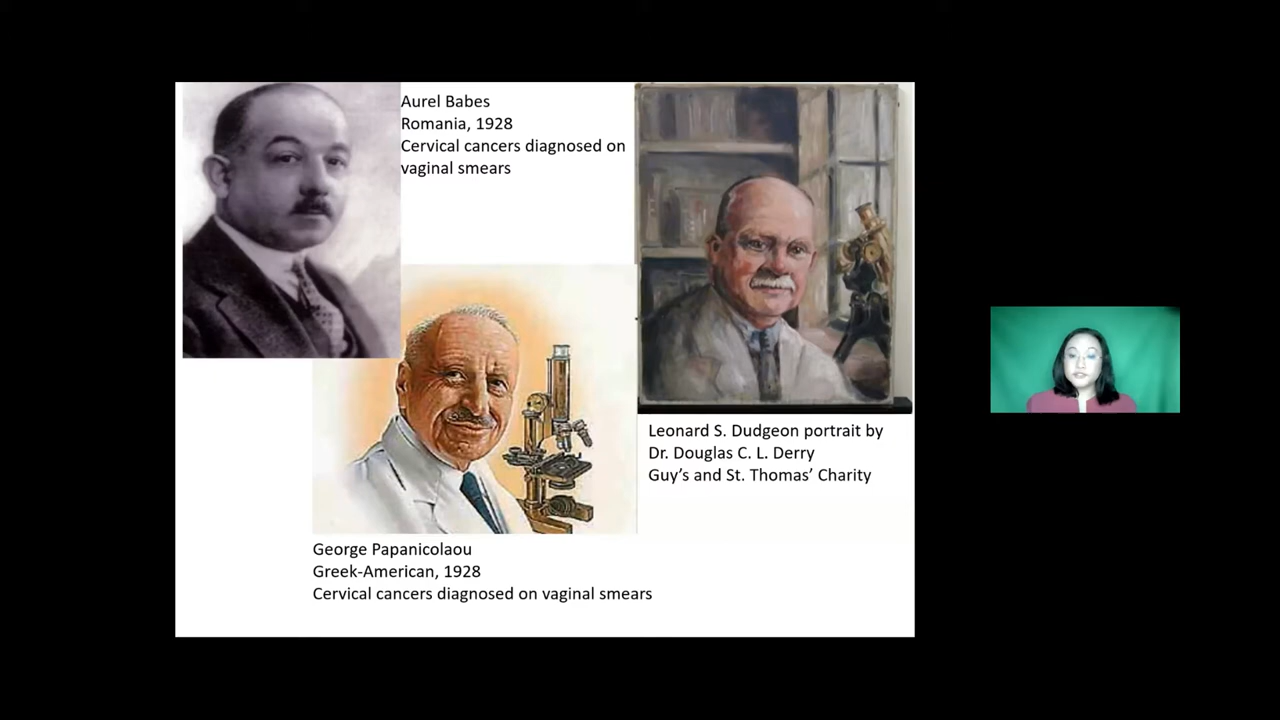 Aurel Babes
Romania, 1928
Cervical cancers diagnosed on
vaginal smears
Leonard S. Dudgeon portrait by
Dr. Douglas C. L. Derry
Guy's and St. Thomas' Charity
George Papanicolaou
Greek-American, 1928
Cervical cancers diagnosed on vaginal smears